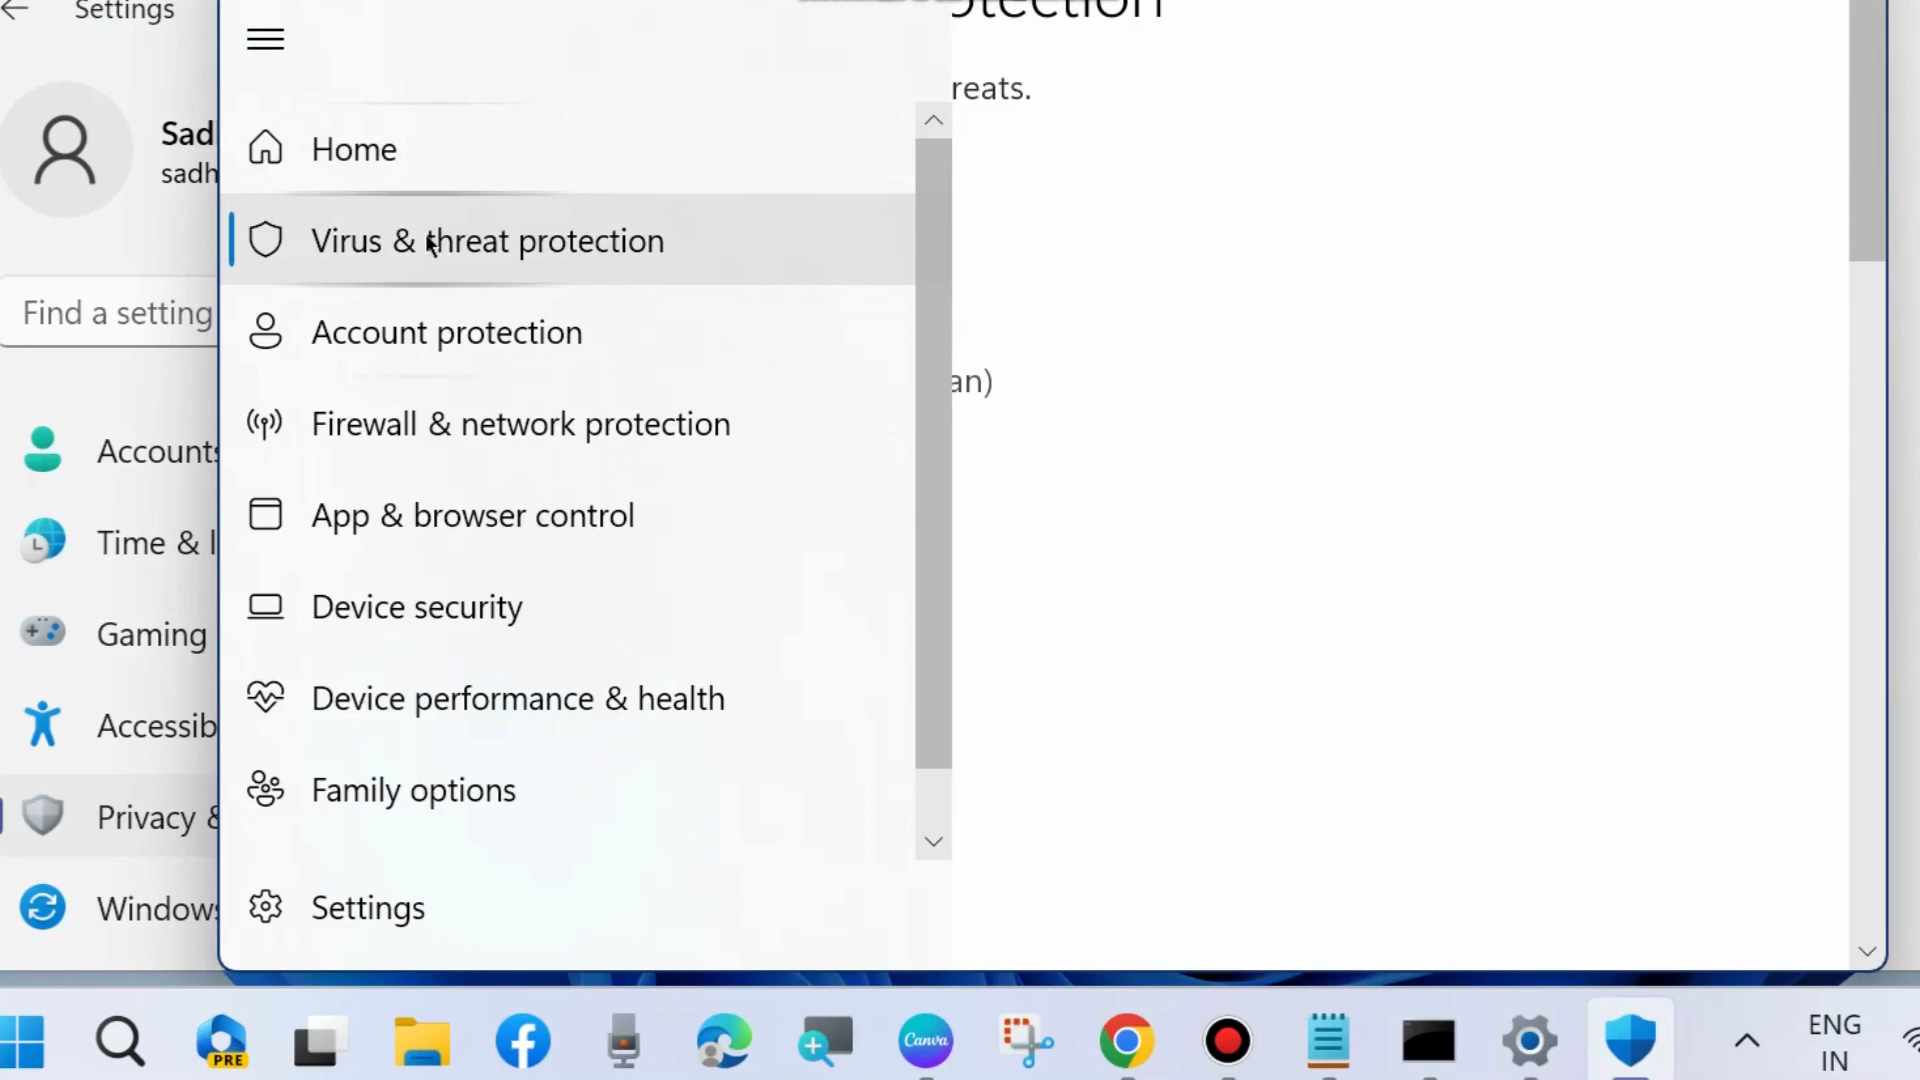 Settings
Sad
sadh
Find a setting
Accounts
Time & l
Gaming
Accessib
Privacy &
Windows
Home
Virus & threat protection
Account protection
Firewall & network protection
App & browser control
Device security
Device performance & health
Family options
Settings
otection
reats.
an)
PRE
Canva
ENG
IN